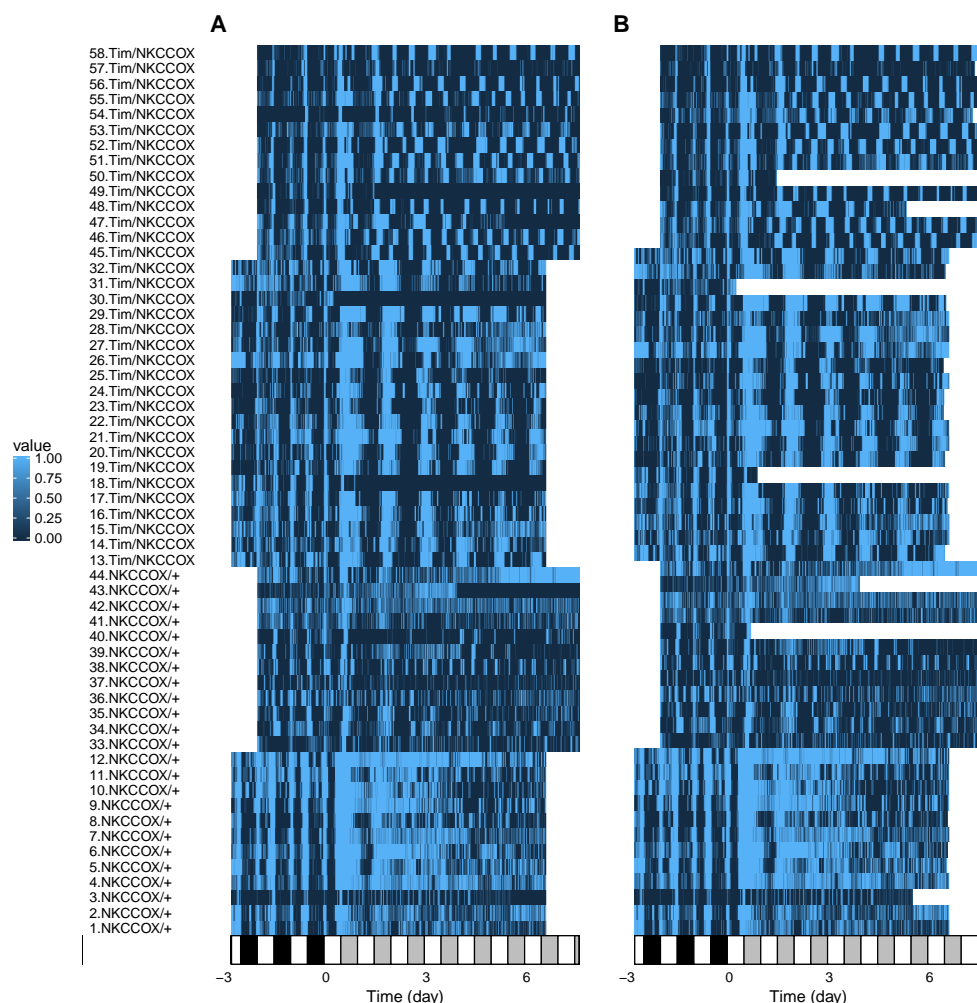 A B
58.Tim/NKCCOX
57.Tim/NKCCOX
56.Tim/NKCCOX
55.Tim/NKCCOX
54.Tim/NKCCOX
53.Tim/NKCCOX
52.Tim/NKCCOX
51.Tim/NKCCOX
50.Tim/NKCCOX
49.Tim/NKCCOX
48.Tim/NKCCOX
47.Tim/NKCCOX
46.Tim/NKCCOX
45.Tim/NKCCOX
32.Tim/NKCCOX
31.Tim/NKCCOX
30.Tim/NKCCOX
29.Tim/NKCCOX
28.Tim/NKCCOX
27.Tim/NKCCOX
26.Tim/NKCCOX
25.Tim/NKCCOX
24.Tim/NKCCOX
23.Tim/NKCCOX
22.Tim/NKCCOX
21.Tim/NKCCOX
20.Tim/NKCCOX
19.Tim/NKCCOX
18.Tim/NKCCOX
17.Tim/NKCCOX
16.Tim/NKCCOX
15.Tim/NKCCOX
14.Tim/NKCCOX
13.Tim/NKCCOX
44.NKCCOX/+
43.NKCCOX/+
42.NKCCOX/+
41.NKCCOX/+
40.NKCCOX/+
39.NKCCOX/+
38.NKCCOX/+
37.NKCCOX/+
36.NKCCOX/+
35.NKCCOX/+
34.NKCCOX/+
33.NKCCOX/+
12.NKCCOX/+
11.NKCCOX/+
10.NKCCOX/+
9.NKCCOX/+
8.NKCCOX/+
7.NKCCOX/+
6.NKCCOX/+
5.NKCCOX/+
4.NKCCOX/+
3.NKCCOX/+
2.NKCCOX/+
1.NKCCOX/+
value
1.00
0.75
0.50
0.25
0.00
−3 0 3 6 −3 0 3 6
Time (day) Time (day)